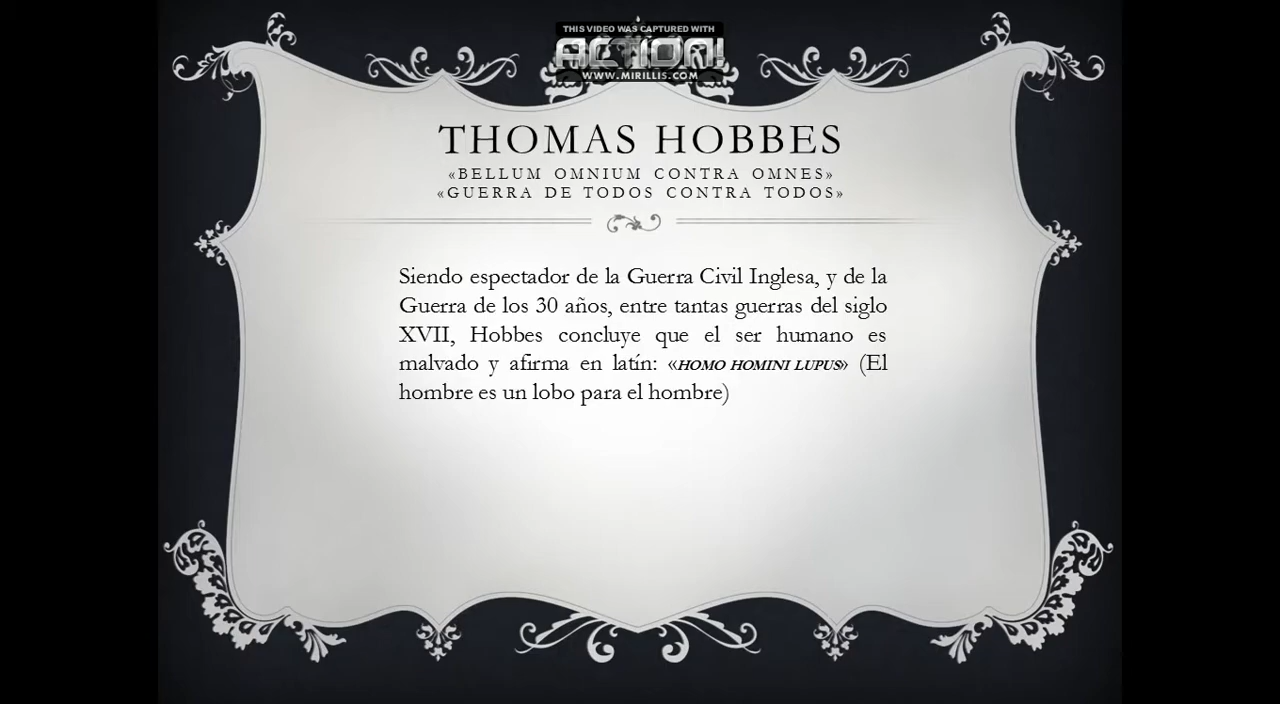 THIS VIDEO WAS CAPTURED WITH
ACTION!
WWW.MIRILLIS.COM
THOMAS HOBBES
«BELLUM OMNIUM CONTRA OMNES»
«GUERRA DE TODOS CONTRA TODOS»
Siendo espectador de la Guerra Civil Inglesa, y de la
Guerra de los 30 años, entre tantas guerras del siglo
XVII, Hobbes concluye que el ser humano es
malvado y afirma en latín: «HOMO HOMINI LUPUS» (El
hombre es un lobo para el hombre)